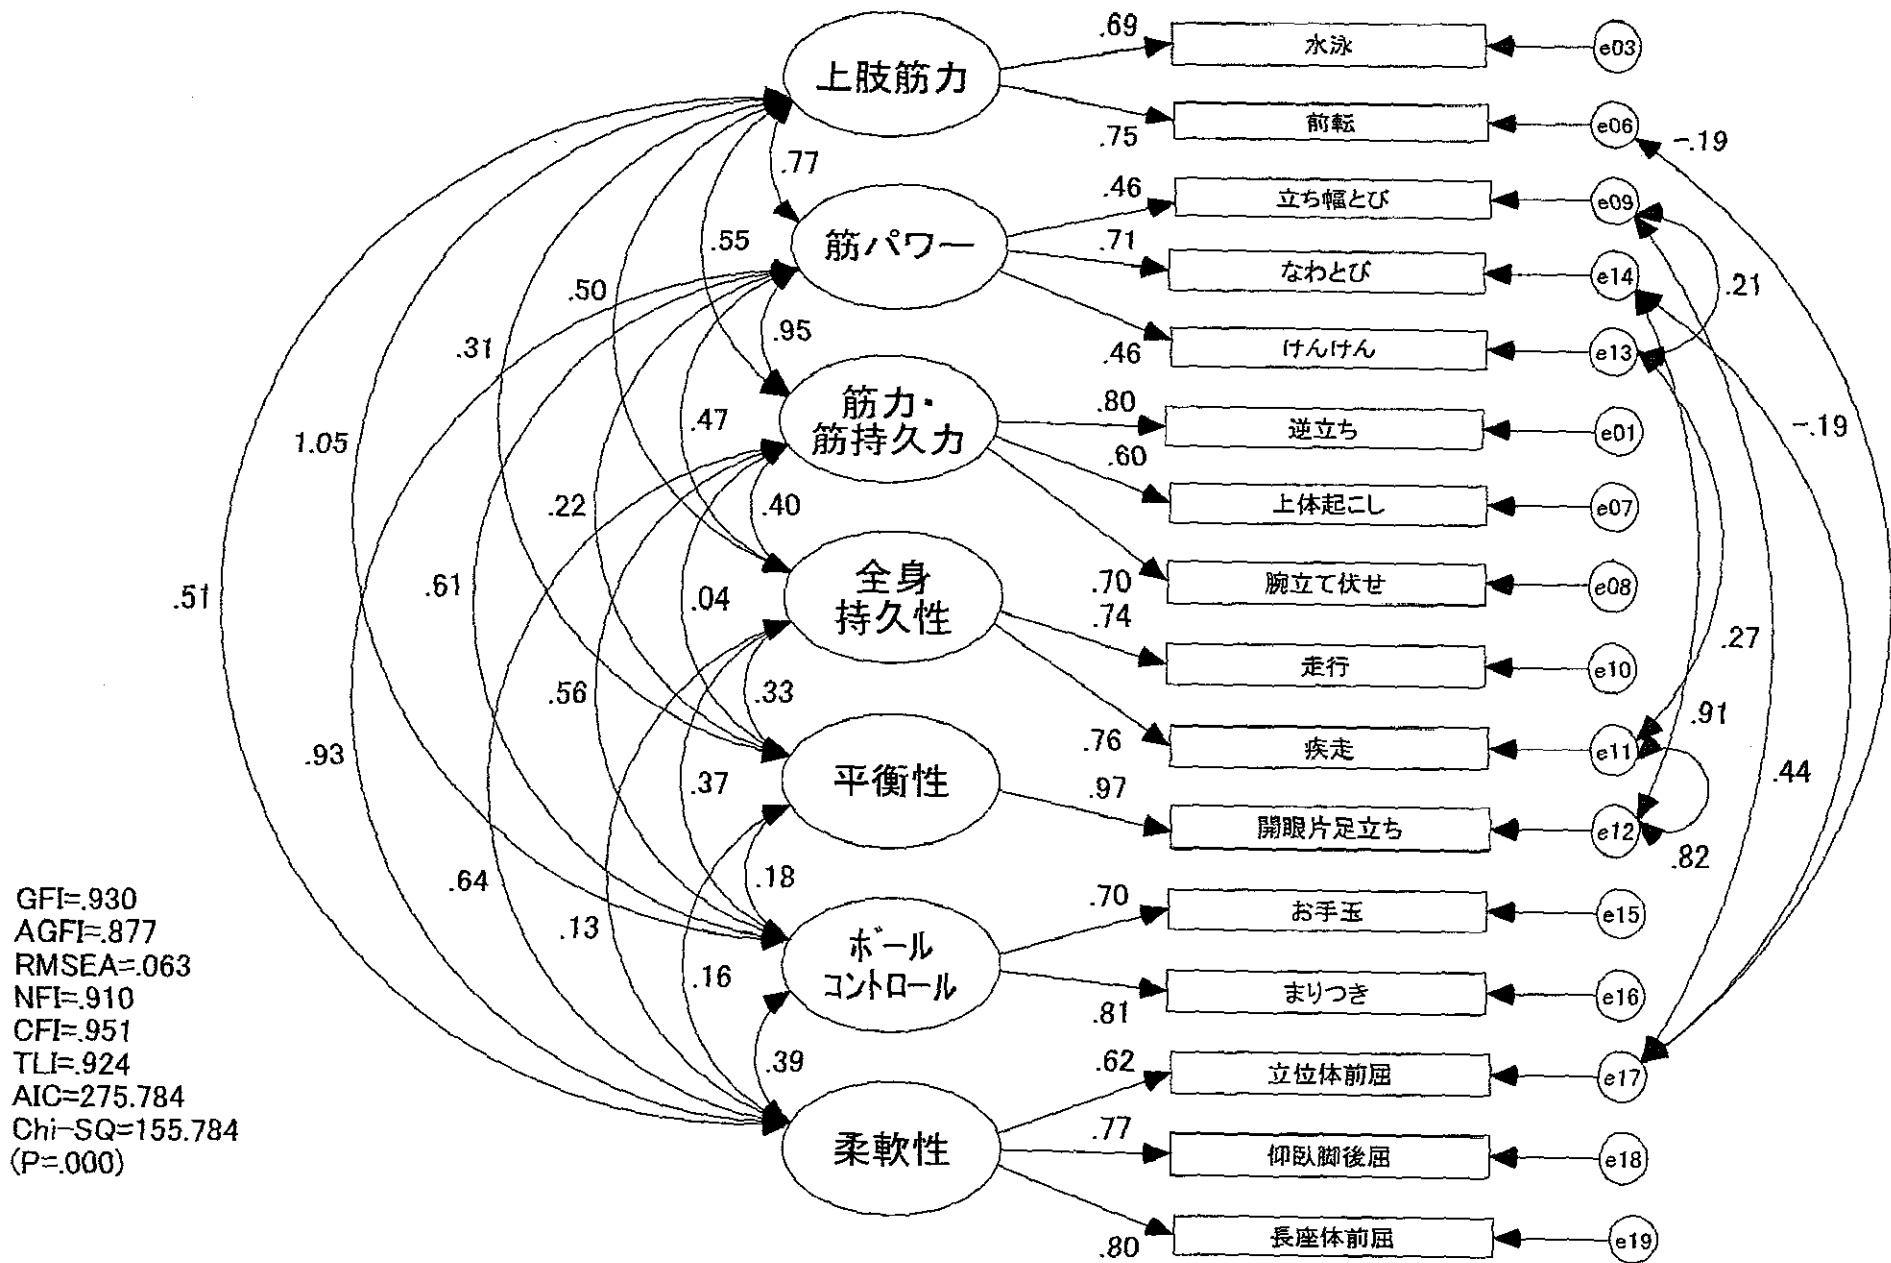 .69
水泳
e03
上肢筋力
.75
前転
e06
-.19
.77
.46
立ち幅とび
e09
.55
筋パワー
.71
なわとび
e14
.21
.50
.31
.95
.46
けんけん
e13
1.05
.47
筋力・
筋持久力
.80
逆立ち
e01
-.19
.60
上体起こし
e07
.22
.40
.51
.61
.04
全身
持久性
.70
腕立て伏せ
e08
.74
走行
e10
.27
.56
.33
.93
.76
疾走
e11
.91
.37
平衡性
.97
開眼片足立ち
e12
.44
.82
.64
.18
.70
お手玉
e15
.13
.16
ボール
コントロール
.81
まりつき
e16
.39
.62
立位体前屈
e17
柔軟性
.77
仰臥脚後屈
e18
.80
長座体前屈
e19
GFI=.930
AGFI=.877
RMSEA=.063
NFI=.910
CFI=.951
TLI=.924
AIC=275.784
Chi-SQ=155.784
(P=.000)